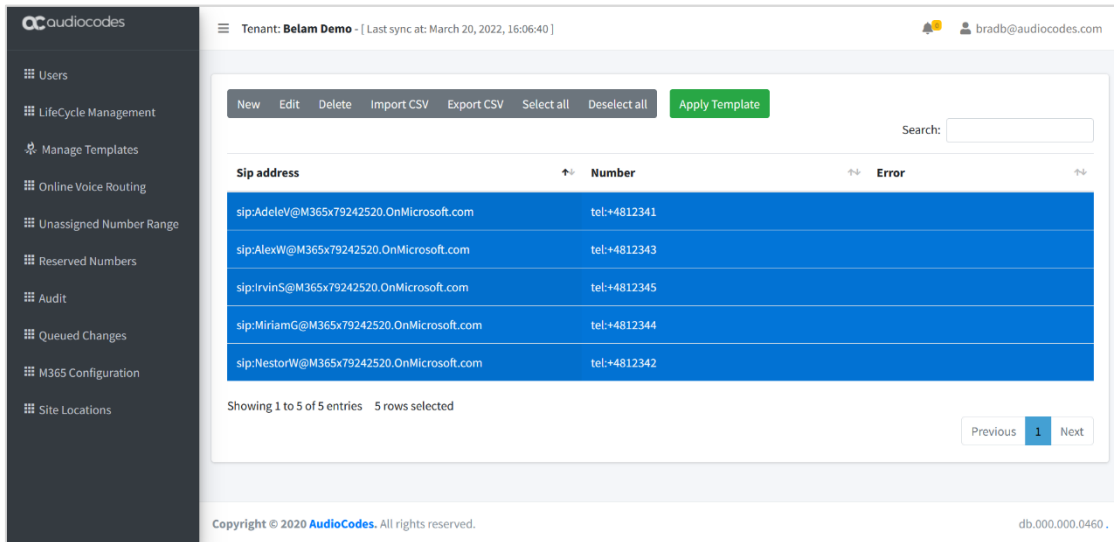 audiocodes
Tenant: Belam Demo - [ Last sync at: March 20, 2022, 16:06:40 ]
bradb@audiocodes.com
Users
LifeCycle Management
Manage Templates
Online Voice Routing
Unassigned Number Range
Reserved Numbers
Audit
Queued Changes
M365 Configuration
Site Locations
New Edit Delete Import CSV Export CSV Select all Deselect all Apply Template
Search:
Sip address Number Error
sip:AdeleV@M365x79242520.OnMicrosoft.com tel:+4812341
sip:AlexW@M365x79242520.OnMicrosoft.com tel:+4812343
sip:IrvinS@M365x79242520.OnMicrosoft.com tel:+4812345
sip:MiriamG@M365x79242520.OnMicrosoft.com tel:+4812344
sip:NestorW@M365x79242520.OnMicrosoft.com tel:+4812342
Showing 1 to 5 of 5 entries 5 rows selected
Previous 1 Next
Copyright © 2020 AudioCodes. All rights reserved.
db.000.000.0460 .